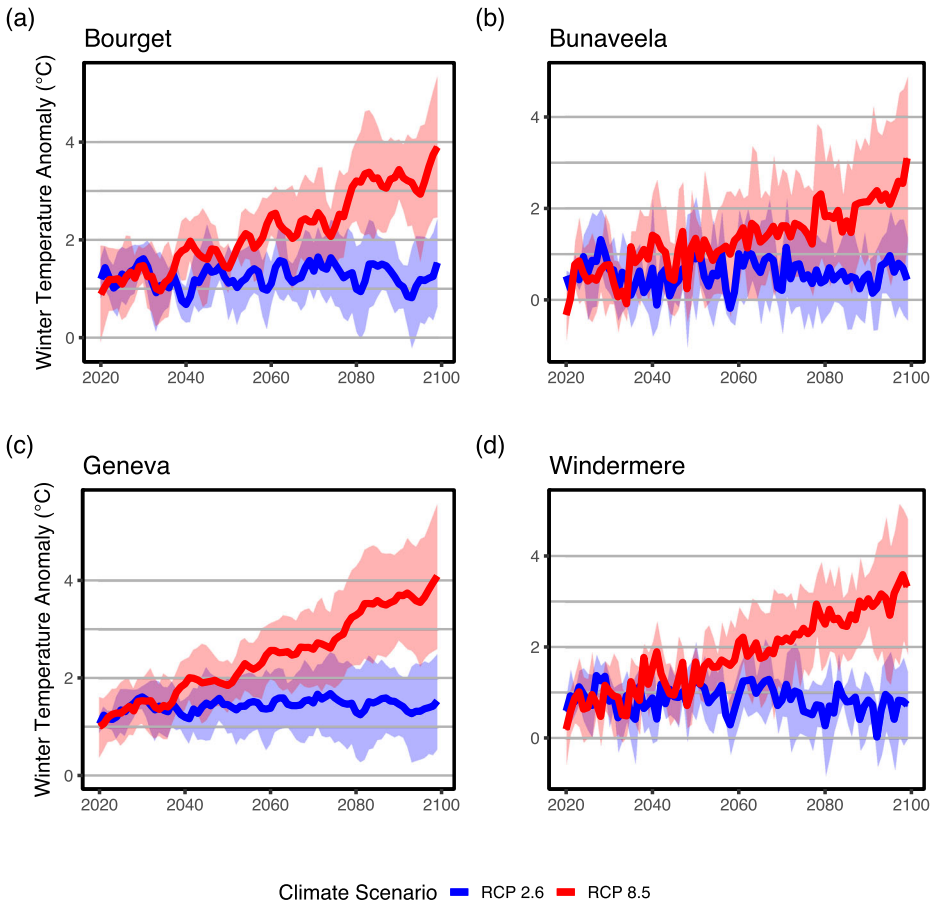 (a)
Bourget
Winter Temperature Anomaly (°C)
4
2
0
2020 2040 2060 2080 2100
(b)
Bunaveela
4
2
0
2020 2040 2060 2080 2100
(c)
Geneva
Winter Temperature Anomaly (°C)
4
2
0
2020 2040 2060 2080 2100
(d)
Windermere
4
2
0
2020 2040 2060 2080 2100
Climate Scenario RCP 2.6 RCP 8.5